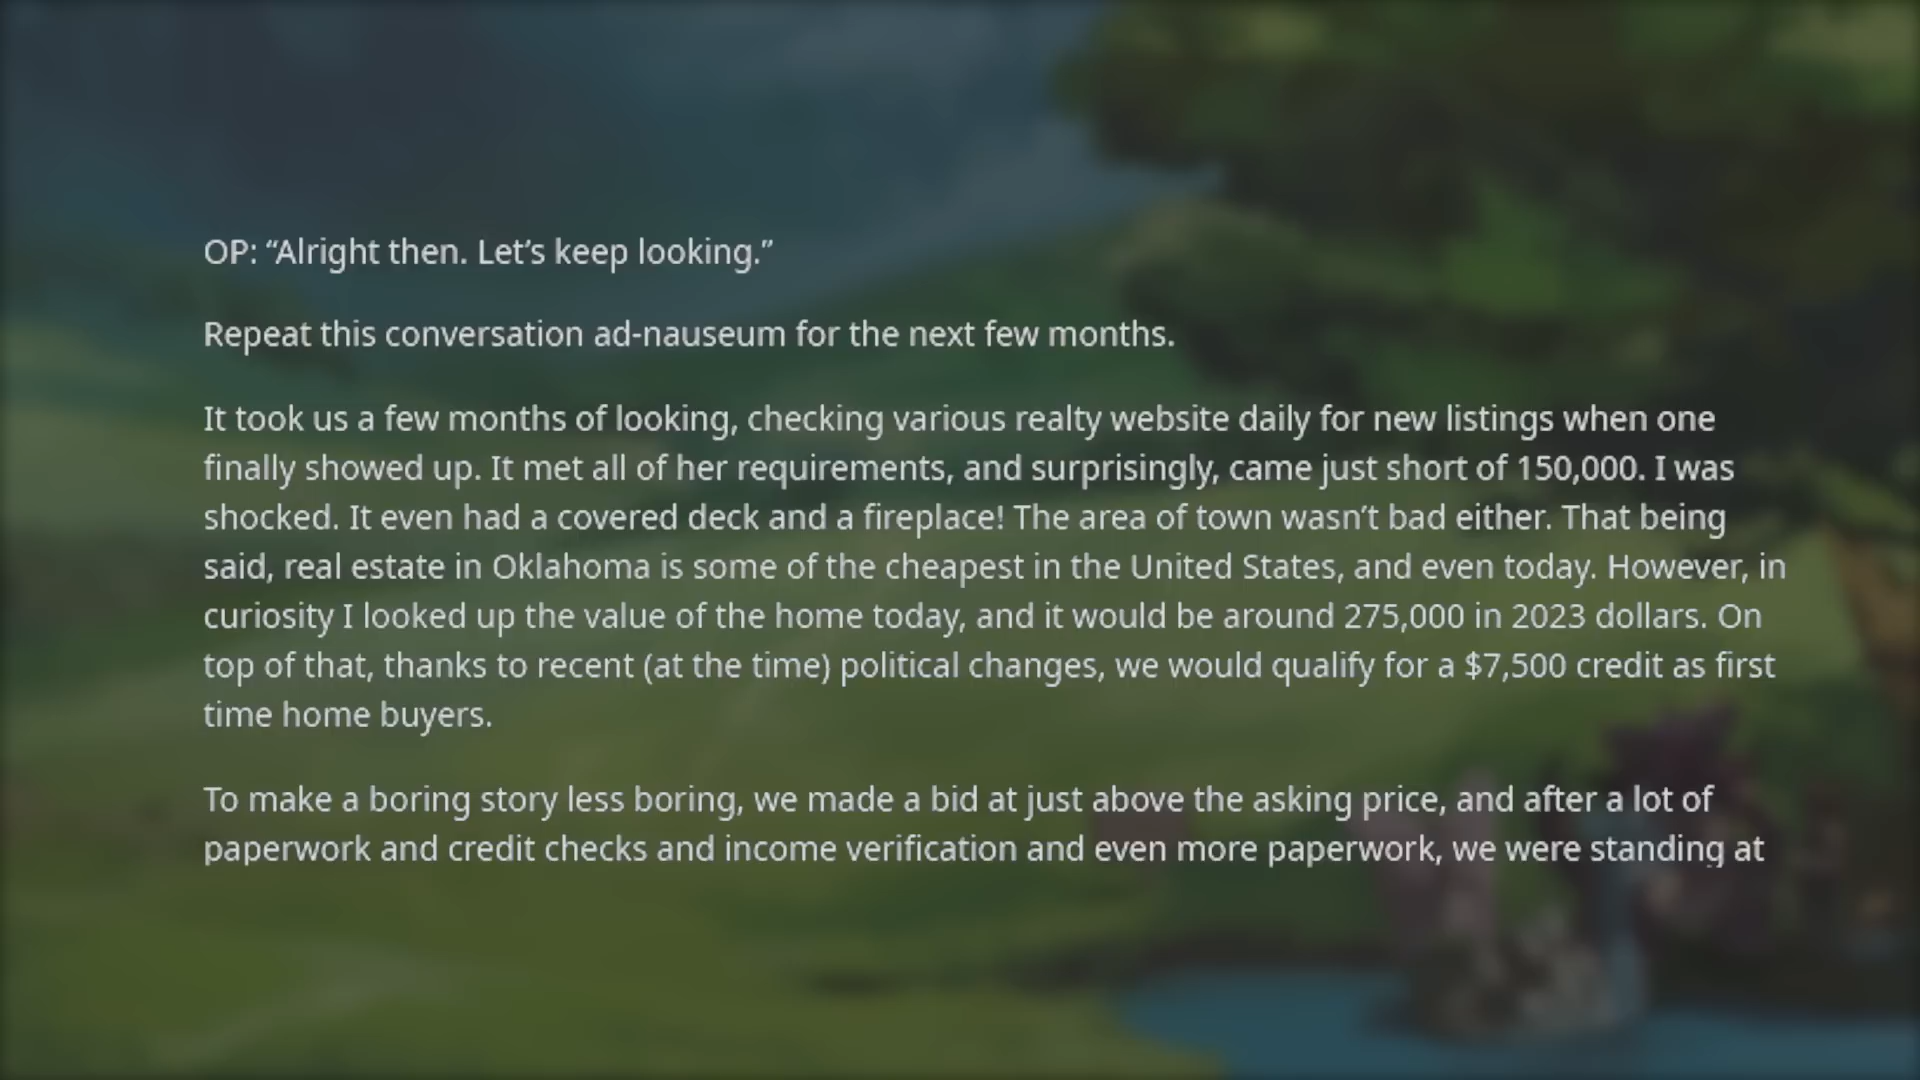 OP: “Alright then. Let’s keep looking.”
Repeat this conversation ad-nauseum for the next few months.
It took us a few months of looking, checking various realty website daily for new listings when one
finally showed up. It met all of her requirements, and surprisingly, came just short of 150,000. I was
shocked. It even had a covered deck and a fireplace! The area of town wasn’t bad either. That being
said, real estate in Oklahoma is some of the cheapest in the United States, and even today. However, in
curiosity I looked up the value of the home today, and it would be around 275,000 in 2023 dollars. On
top of that, thanks to recent (at the time) political changes, we would qualify for a $7,500 credit as first
time home buyers.
To make a boring story less boring, we made a bid at just above the asking price, and after a lot of
paperwork and credit checks and income verification and even more paperwork, we were standing at